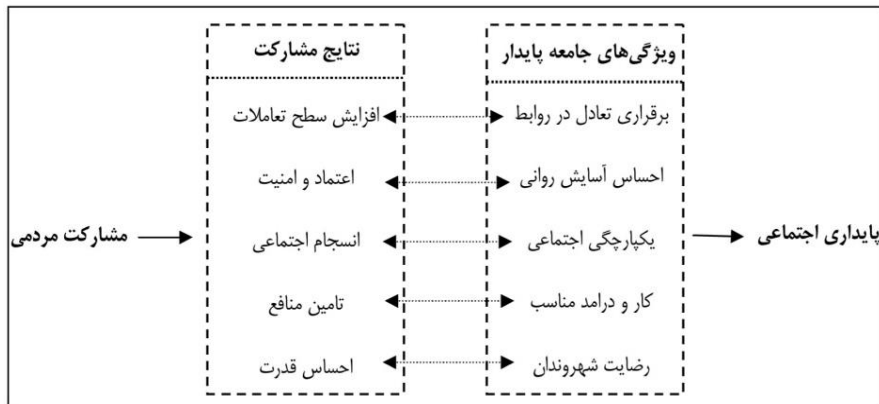 ویژگی‌های جامعه پایدار
برقراری تعادل در روابط
احساس آسایش روانی
یکپارچگی اجتماعی
کار و درامد مناسب
رضایت شهروندان
نتایج مشارکت
افزایش سطح تعاملات
اعتماد و امنیت
انسجام اجتماعی
تامین منافع
احساس قدرت
پایداری اجتماعی
مشارکت مردمی